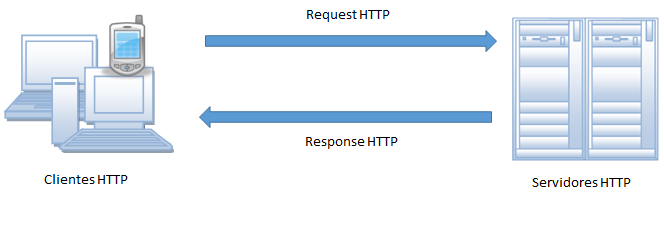 Request HTTP
Response HTTP
Clientes HTTP
Servidores HTTP